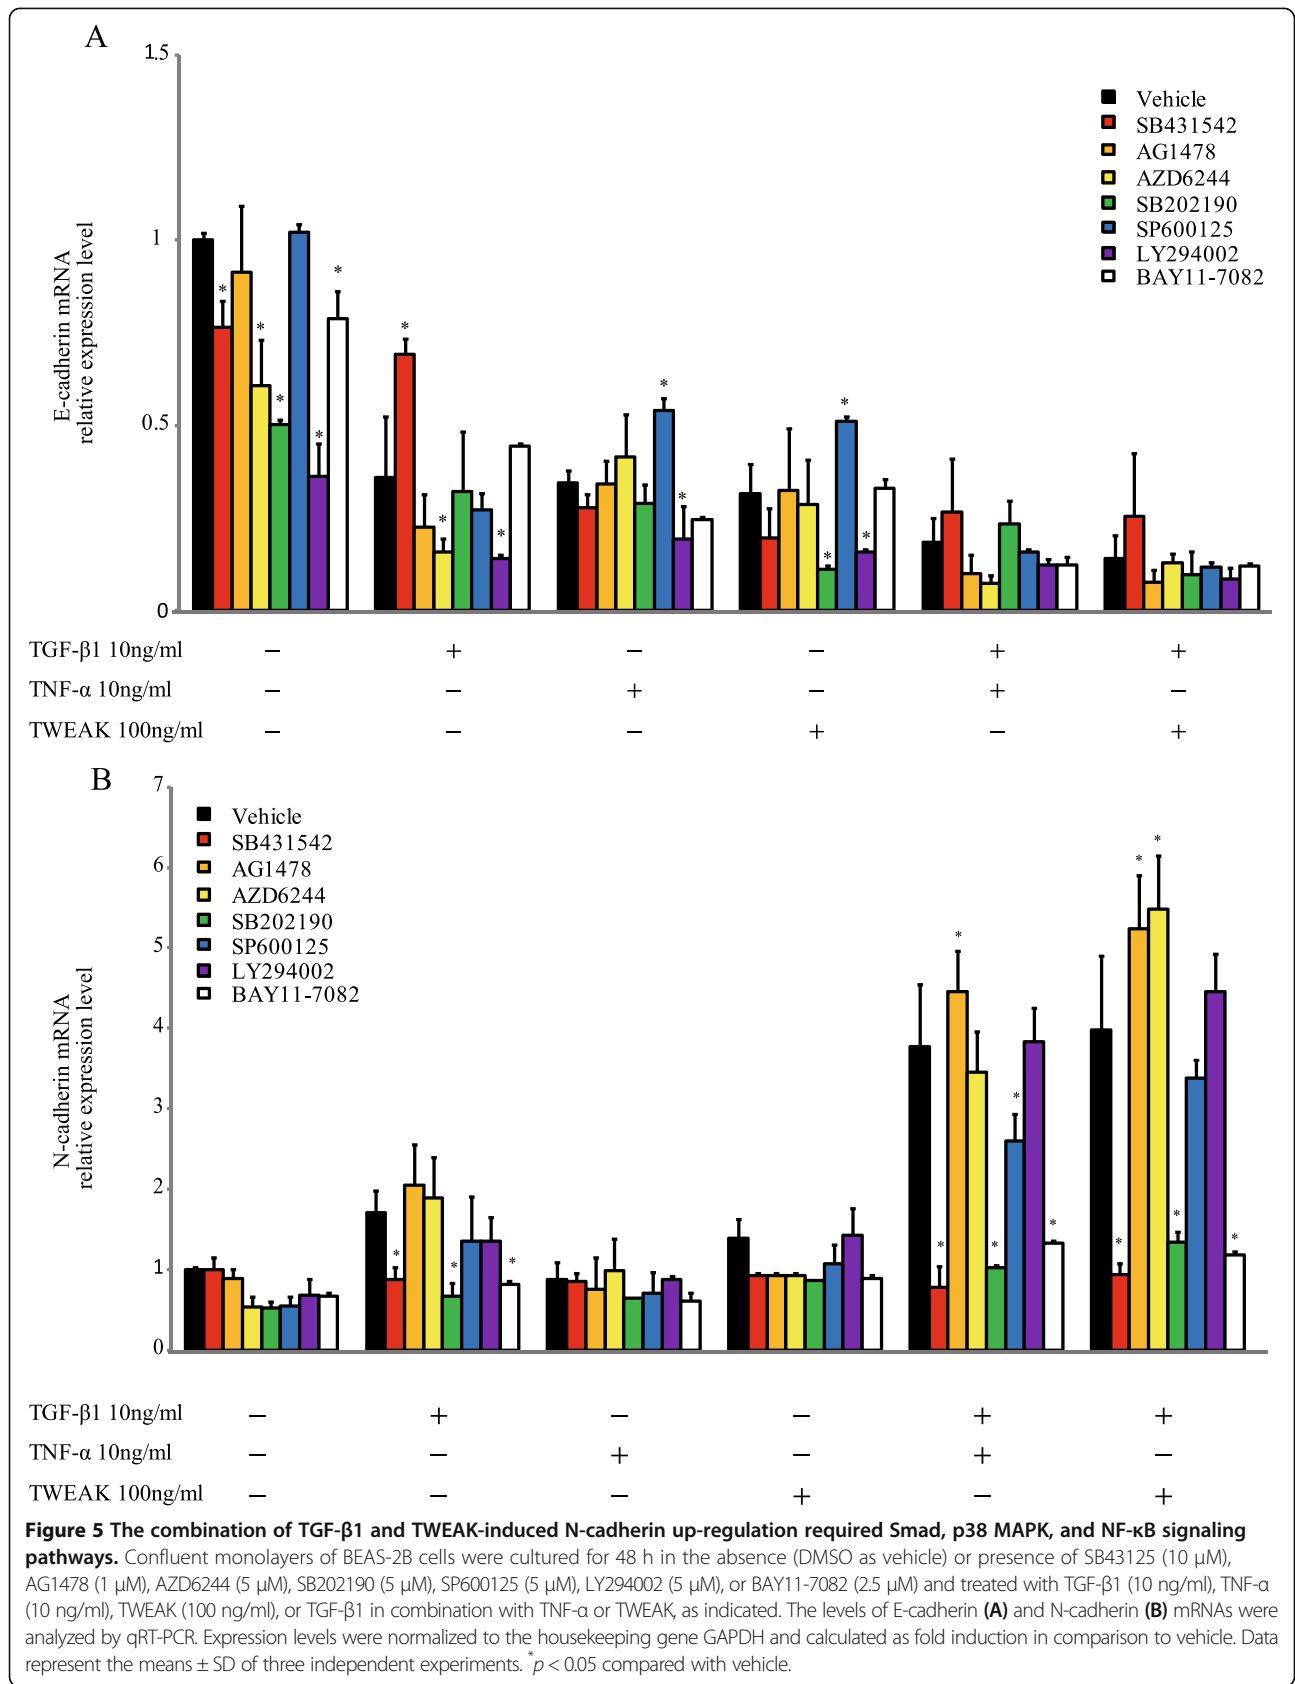 A
1.5
1
0.5
0
E-cadherin mRNA
relative expression level
Vehicle
SB431542
AG1478
AZD6244
SB202190
SP600125
LY294002
BAY11-7082
* * * * * *
* * *
* *
* * *
TGF-β1 10ng/ml − + − − + +
TNF-α 10ng/ml − − + − + −
TWEAK 100ng/ml − − − + − +
B
7
6
5
4
3
2
1
0
N-cadherin mRNA
relative expression level
Vehicle
SB431542
AG1478
AZD6244
SB202190
SP600125
LY294002
BAY11-7082
* * *
* * * * *
* * * * *
TGF-β1 10ng/ml − + − − + +
TNF-α 10ng/ml − − + − + −
TWEAK 100ng/ml − − − + − +
Figure 5 The combination of TGF-β1 and TWEAK-induced N-cadherin up-regulation required Smad, p38 MAPK, and NF-κB signaling
pathways. Confluent monolayers of BEAS-2B cells were cultured for 48 h in the absence (DMSO as vehicle) or presence of SB43125 (10 μM),
AG1478 (1 μM), AZD6244 (5 μM), SB202190 (5 μM), SP600125 (5 μM), LY294002 (5 μM), or BAY11-7082 (2.5 μM) and treated with TGF-β1 (10 ng/ml), TNF-α
(10 ng/ml), TWEAK (100 ng/ml), or TGF-β1 in combination with TNF-α or TWEAK, as indicated. The levels of E-cadherin (A) and N-cadherin (B) mRNAs were
analyzed by qRT-PCR. Expression levels were normalized to the housekeeping gene GAPDH and calculated as fold induction in comparison to vehicle. Data
represent the means ± SD of three independent experiments. *p < 0.05 compared with vehicle.